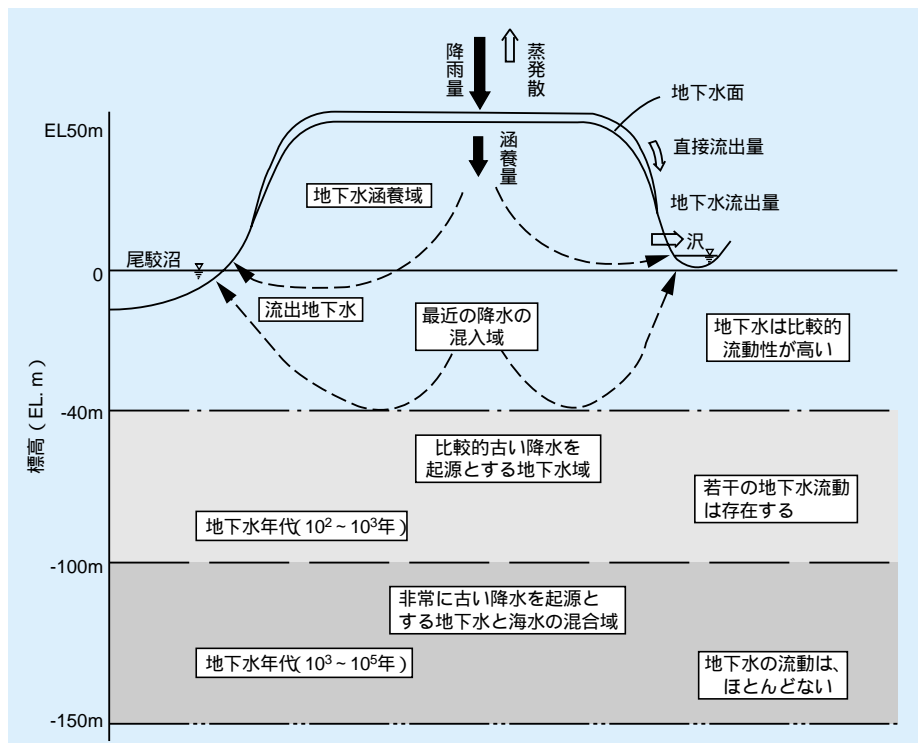 降雨量
蒸発散
地下水面
EL50m
涵養量
直接流出量
地下水涵養域
地下水流出量
沢
尾駮沼
0
流出地下水
最近の降水の
混入域
地下水は比較的
流動性が高い
-40m
標高(EL. m)
比較的古い降水を
起源とする地下水域
若干の地下水流動
は存在する
地下水年代(10²~10³年)
-100m
非常に古い降水を起源と
する地下水と海水の混合域
地下水年代(10³~10⁵年)
地下水の流動は、
ほとんどない
-150m